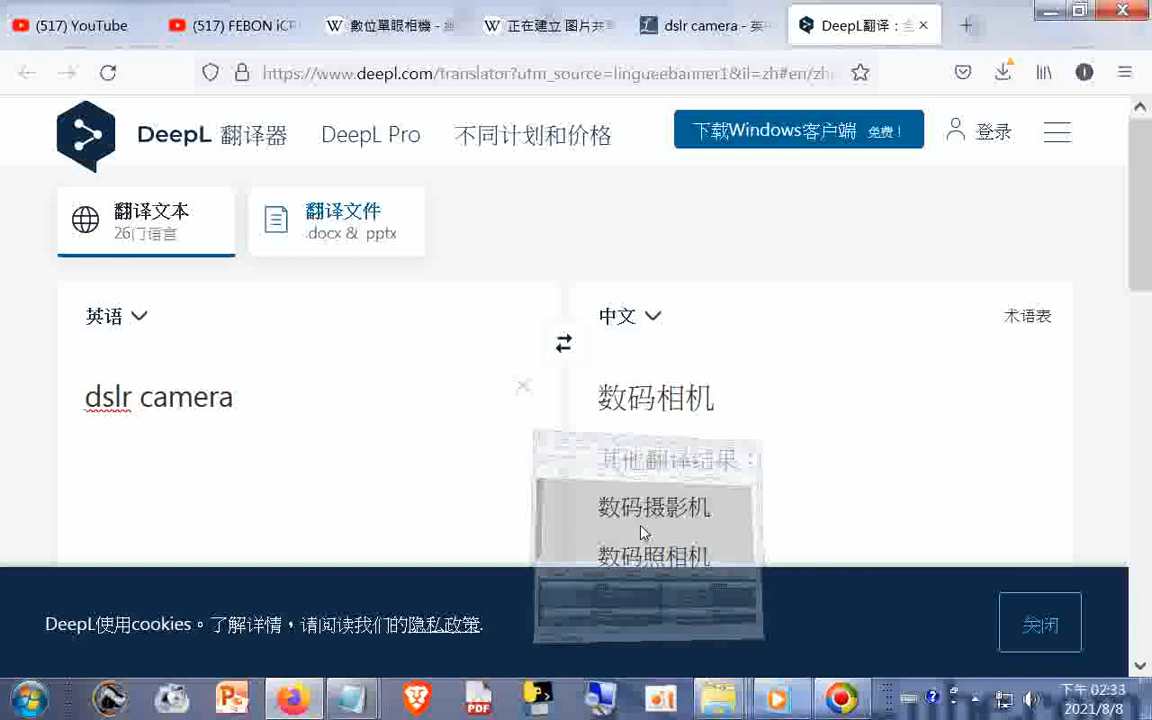 (517) YouTube
(517) FEBON iCR
數位單眼相機 -
正在建立 图片共享
dslr camera - 英
DeepL翻译：全
https://www.deepl.com/translator?utm_source=lingueebanner1&il=zh#en/zh
DeepL 翻译器
DeepL Pro
不同计划和价格
下载Windows客户端 免费！
登录
翻译文本
26门语言
翻译文件
.docx & .pptx
英语
中文
术语表
dslr camera
数码相机
其他翻译结果：
数码摄影机
数码照相机
DeepL使用cookies。了解详情，请阅读我们的隐私政策.
关闭
下午 02:33
2021/8/8